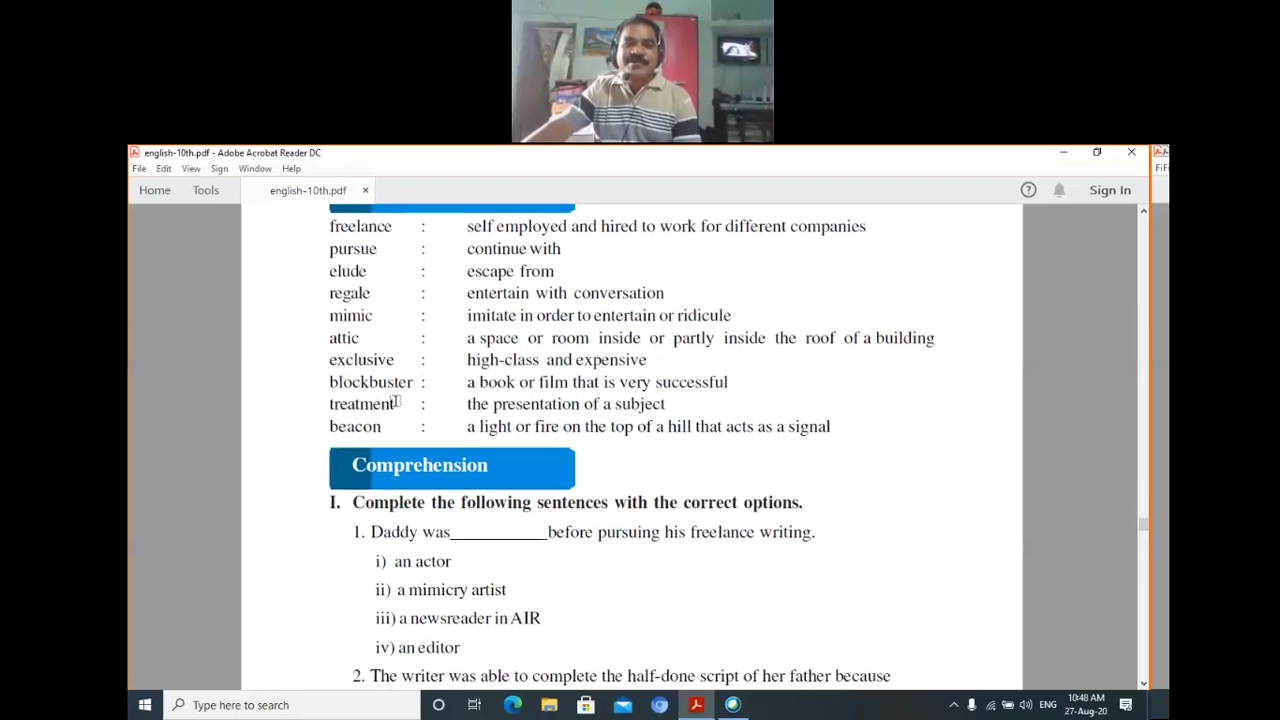 english-10th.pdf - Adobe Acrobat Reader DC
File Edit View Sign Window Help
Home Tools english-10th.pdf × Sign In
freelance : self employed and hired to work for different companies
pursue : continue with
elude : escape from
regale : entertain with conversation
mimic : imitate in order to entertain or ridicule
attic : a space or room inside or partly inside the roof of a building
exclusive : high-class and expensive
blockbuster : a book or film that is very successful
treatment : the presentation of a subject
beacon : a light or fire on the top of a hill that acts as a signal
Comprehension
I. Complete the following sentences with the correct options.
1. Daddy was___________before pursuing his freelance writing.
i) an actor
ii) a mimicry artist
iii) a newsreader in AIR
iv) an editor
2. The writer was able to complete the half-done script of her father because
Type here to search
ENG
10:48 AM
27-Aug-20